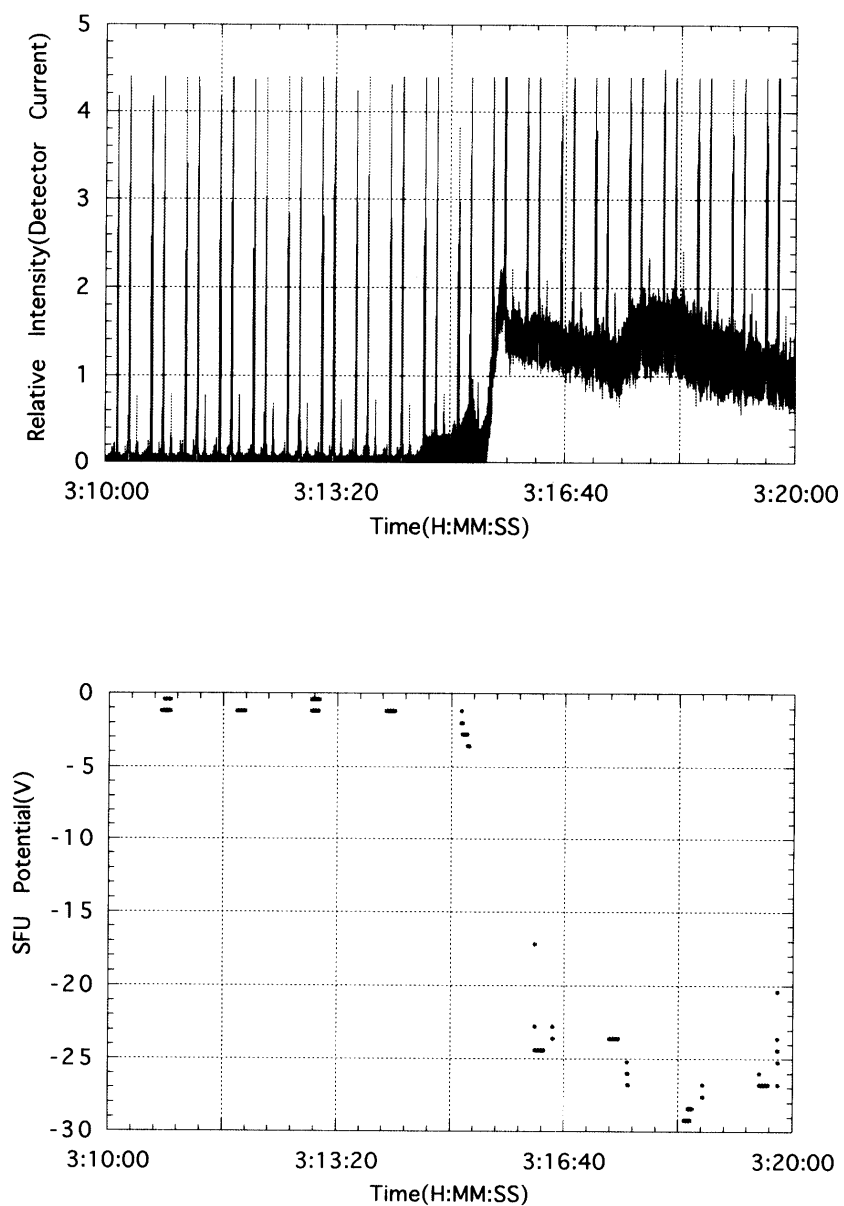 5
4
3
2
1
0
Relative Intensity(Detector Current)
3:10:00 3:13:20 3:16:40 3:20:00
Time(H:MM:SS)
0
-5
-10
-15
-20
-25
-30
SFU Potential(V)
3:10:00 3:13:20 3:16:40 3:20:00
Time(H:MM:SS)